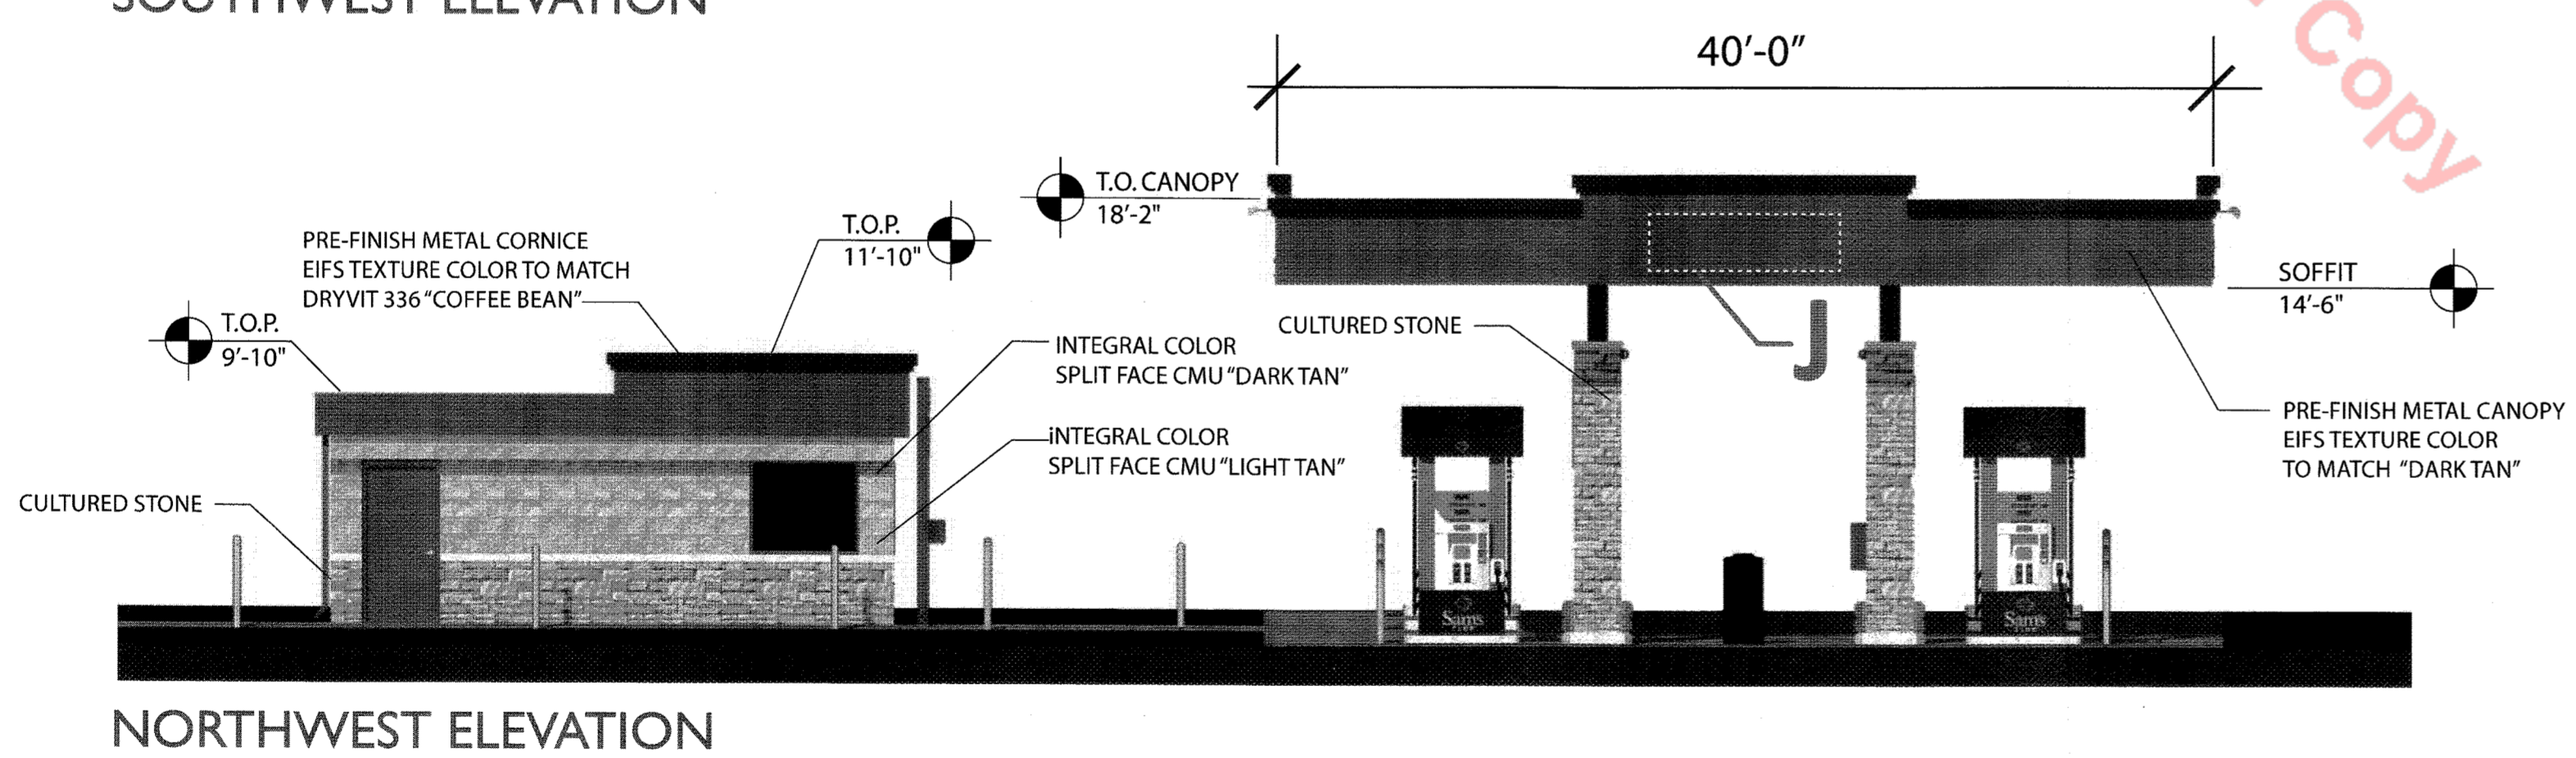 SOUTHWEST ELEVATION
Copy
40'-0"
T.O. CANOPY
18'-2"
T.O.P.
11'-10"
PRE-FINISH METAL CORNICE
EIFS TEXTURE COLOR TO MATCH
DRYVIT 336 "COFFEE BEAN"
SOFFIT
14'-6"
T.O.P.
9'-10"
CULTURED STONE
INTEGRAL COLOR
SPLIT FACE CMU "DARK TAN"
J
PRE-FINISH METAL CANOPY
EIFS TEXTURE COLOR
TO MATCH "DARK TAN"
iNTEGRAL COLOR
SPLIT FACE CMU "LIGHT TAN"
CULTURED STONE
Sam's
Sam's
NORTHWEST ELEVATION